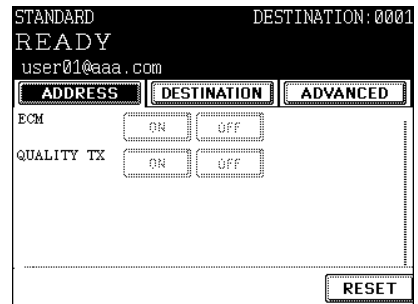 STANDARD DESTINATION:0001
READY
user01@aaa.com
ADDRESS DESTINATION ADVANCED
ECM ON OFF
QUALITY TX ON OFF
RESET